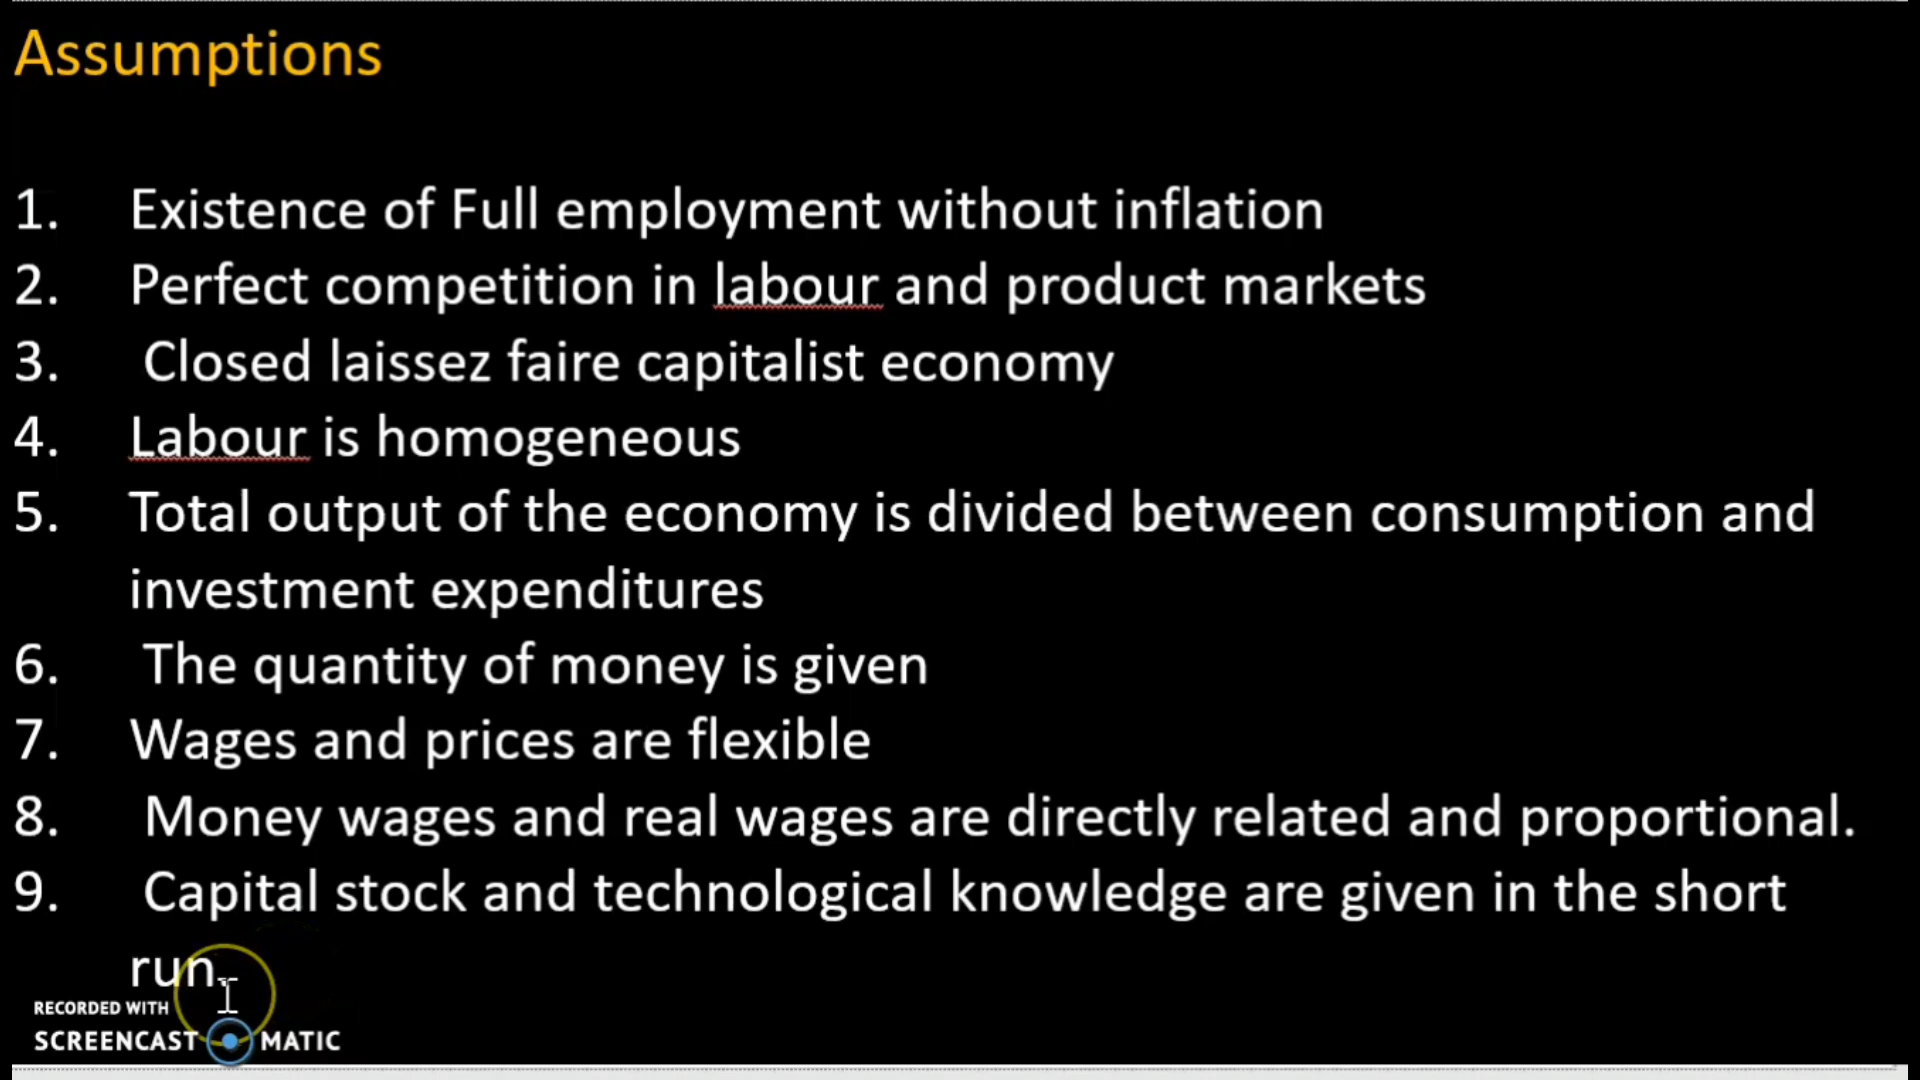 Assumptions
1. Existence of Full employment without inflation
2. Perfect competition in labour and product markets
3. Closed laissez faire capitalist economy
4. Labour is homogeneous
5. Total output of the economy is divided between consumption and
investment expenditures
6. The quantity of money is given
7. Wages and prices are flexible
8. Money wages and real wages are directly related and proportional.
9. Capital stock and technological knowledge are given in the short
run.
RECORDED WITH
SCREENCAST MATIC